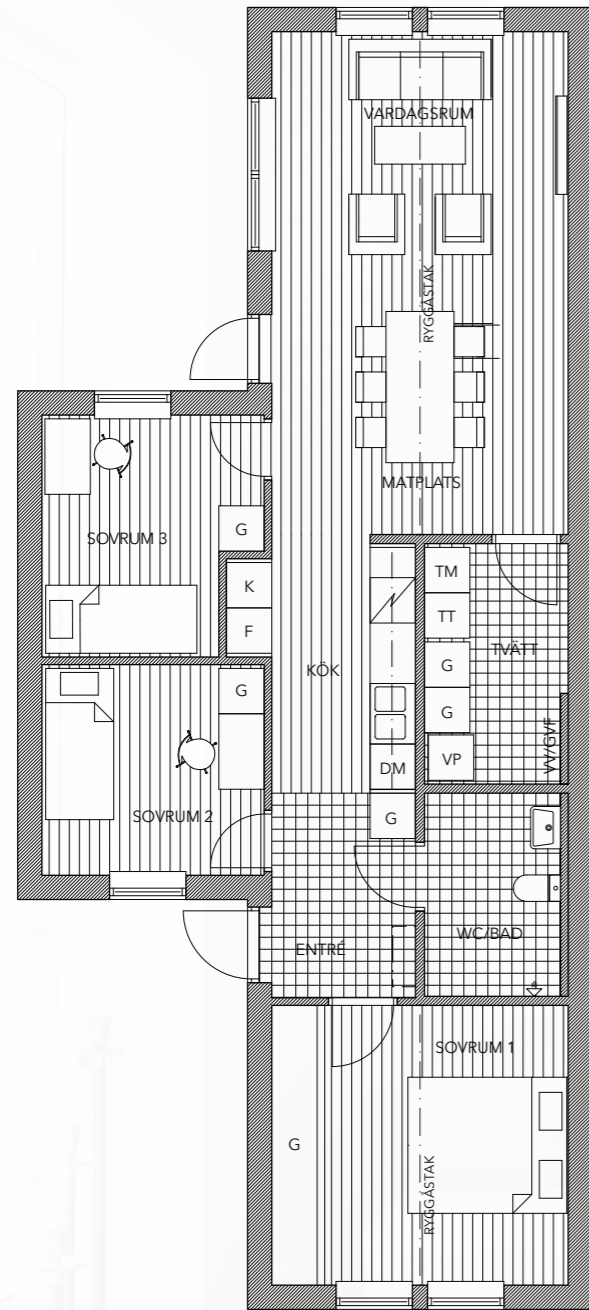 VARDAGSRUM
RYGGÅSTAK
MATPLATS
SOVRUM 3
G
K
F
TM
TT
G
G
VP
TVÄTT
VV/GVF
KÖK
DM
G
G
SOVRUM 2
ENTRÉ
WC/BAD
SOVRUM 1
G
RYGGÅSTAK